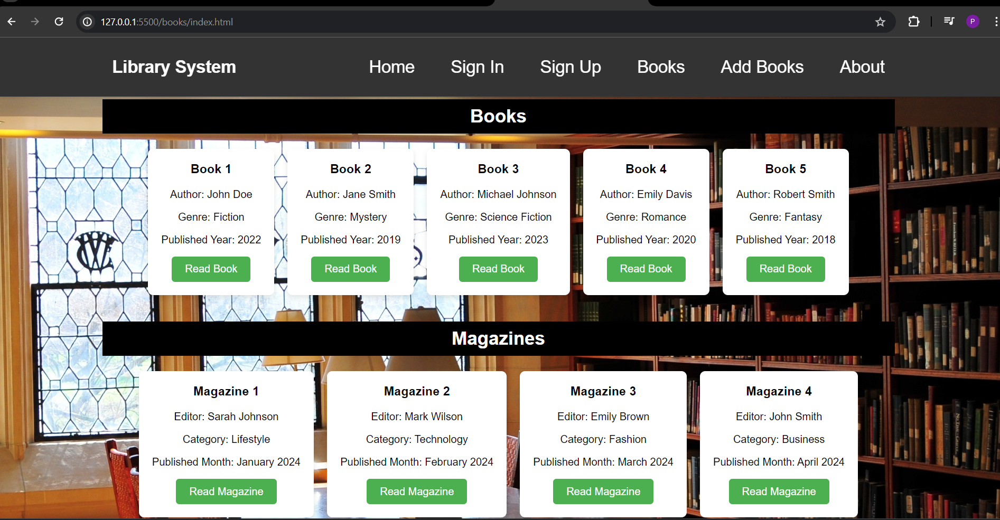 127.0.0.1:5500/books/index.html
P
Library System Home Sign In Sign Up Books Add Books About
Books
Book 1
Author: John Doe
Genre: Fiction
Published Year: 2022
Read Book
Book 2
Author: Jane Smith
Genre: Mystery
Published Year: 2019
Read Book
Book 3
Author: Michael Johnson
Genre: Science Fiction
Published Year: 2023
Read Book
Book 4
Author: Emily Davis
Genre: Romance
Published Year: 2020
Read Book
Book 5
Author: Robert Smith
Genre: Fantasy
Published Year: 2018
Read Book
Magazines
Magazine 1
Editor: Sarah Johnson
Category: Lifestyle
Published Month: January 2024
Read Magazine
Magazine 2
Editor: Mark Wilson
Category: Technology
Published Month: February 2024
Read Magazine
Magazine 3
Editor: Emily Brown
Category: Fashion
Published Month: March 2024
Read Magazine
Magazine 4
Editor: John Smith
Category: Business
Published Month: April 2024
Read Magazine